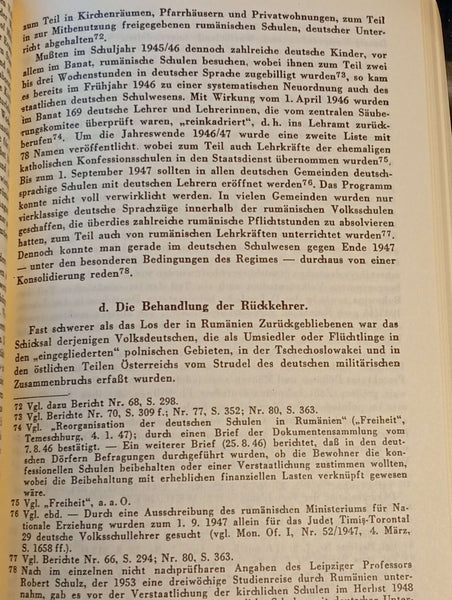 zum Teil in Kirchenräumen, Pfarrhäusern und Privatwohnungen, zum Teil
in zur Mitbenutzung freigegebenen rumänischen Schulen, deutscher Unter-
richt abgehalten72.
Mußten im Schuljahr 1945/46 dennoch zahlreiche deutsche Kinder, vor
allem im Banat, rumänische Schulen besuchen, wobei ihnen zum Teil zwei
bis drei Wochenstunden in deutscher Sprache zugebilligt wurden73, so kam
es bereits im Frühjahr 1946 zu einer systematischen Neuordnung auch des
staatlichen deutschen Schulwesens. Mit Wirkung vom 1. April 1946 wurden
im Banat 169 deutsche Lehrer und Lehrerinnen, die vom zentralen Säube-
rungskomitee überprüft waren, „reinkadriert", d. h. ins Lehramt zurück-
berufen74. Um die Jahreswende 1946/47 wurde eine zweite Liste mit
78 Namen veröffentlicht. wobei zum Teil auch Lehrkräfte der ehemaligen
katholischen Konfessionsschulen in den Staatsdienst übernommen wurden75.
Bis zum 1. September 1947 sollten in allen deutschen Gemeinden deutsch-
sprachige Schulen mit deutschen Lehrern eröffnet werden76. Das Programm
konnte nicht voll verwirklicht werden. In vielen Gemeinden wurden nur
vierklassige deutsche Sprachzüge innerhalb der rumänischen Volksschulen
geschaffen, die überdies zahlreiche rumänische Pflichtstunden zu absolvieren
hatten, zum Teil auch von rumänischen Lehrkräften unterrichtet wurden77.
Dennoch konnte man gerade im deutschen Schulwesen gegen Ende 1947
— unter den besonderen Bedingungen des Regimes — durchaus von einer
Konsolidierung reden78.
d. Die Behandlung der Rückkehrer.
Fast schwerer als das Los der in Rumänien Zurückgebliebenen war das
Schicksal derjenigen Volksdeutschen, die als Umsiedler oder Flüchtlinge in
den „eingegliederten" polnischen Gebieten, in der Tschechoslowakei und in
den östlichen Teilen Österreichs vom Strudel des deutschen militärischen
Zusammenbruchs erfaßt wurden.
72 Vgl. dazu Bericht Nr. 68, S. 298.
73 Vgl. Berichte Nr. 70, S. 309 f.; Nr. 77, S. 352; Nr. 80, S. 363.
74 Vgl. „Reorganisation der deutschen Schulen in Rumänien" („Freiheit",
Temeschburg, 4. 1. 47); durch einen Brief der Dokumentensammlung vom
7. 8. 46 bestätigt. — Ein weiterer Brief (25. 8. 46) berichtet, daß in den deut-
schen Dörfern Befragungen durchgeführt wurden, ob die Bewohner die kon-
fessionellen Schulen beibehalten oder einer Verstaatlichung zustimmen wollten,
wobei die Beibehaltung mit erheblichen finanziellen Lasten verknüpft gewesen
wäre.
75 Vgl. „Freiheit", a. a. O.
76 Vgl. ebd. — Durch eine Ausschreibung des rumänischen Ministeriums für Na-
tionale Erziehung wurden zum 1. 9. 1947 allein für das Judeţ Timiş-Torontal
29 deutsche Volksschullehrer gesucht (vgl. Mon. Of. I, Nr. 52/1947, 4. März,
S. 1658 ff.).
77 Vgl. Berichte Nr. 66, S. 294; Nr. 80, S. 363.
78 Nach im einzelnen nicht nachprüfbaren Angaben des Leipziger Professors
Robert Schulz, der 1953 eine dreiwöchige Studienreise durch Rumänien unter-
nahm, gab es vor der Verstaatlichung der kirchlichen Schulen im Herbst 1948